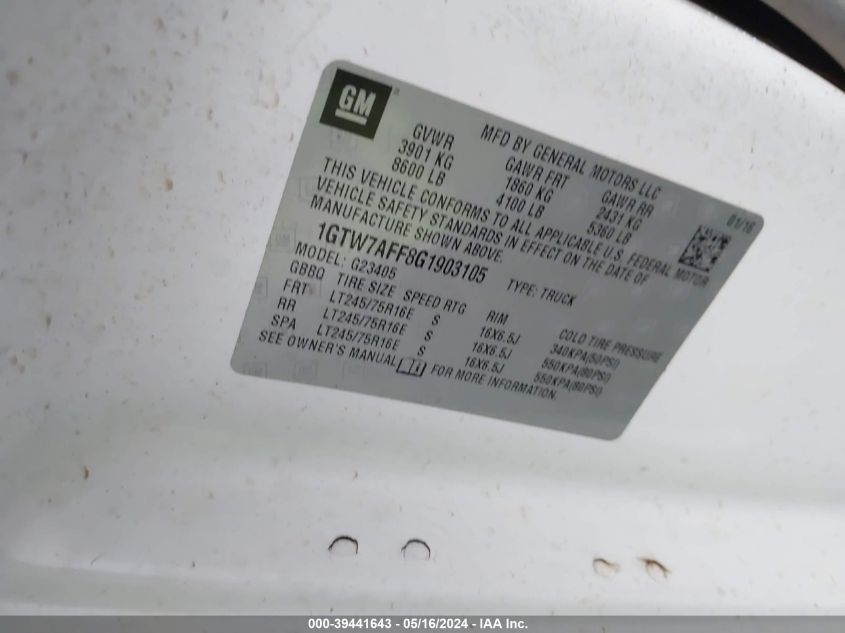 GM
MFD BY GENERAL MOTORS LLC
01/16
GVWR GAWR FRT GAWR RR
3901 KG 1860 KG 2431 KG
8600 LB 4100 LB 5360 LB
THIS VEHICLE CONFORMS TO ALL APPLICABLE U.S. FEDERAL MOTOR
VEHICLE SAFETY STANDARDS IN EFFECT ON THE DATE OF
MANUFACTURE SHOWN ABOVE.
1GTW7AFF8G1903105 TYPE: TRUCK
MODEL: G23405
GBBQ TIRE SIZE SPEED RTG RIM COLD TIRE PRESSURE
FRT LT245/75R16E S 16X6.5J 340KPA(50PSI)
RR LT245/75R16E S 16X6.5J 550KPA(80PSI)
SPA LT245/75R16E S 16X6.5J 550KPA(80PSI)
SEE OWNER'S MANUAL FOR MORE INFORMATION.
000-39441643 - 05/16/2024 - IAA Inc.